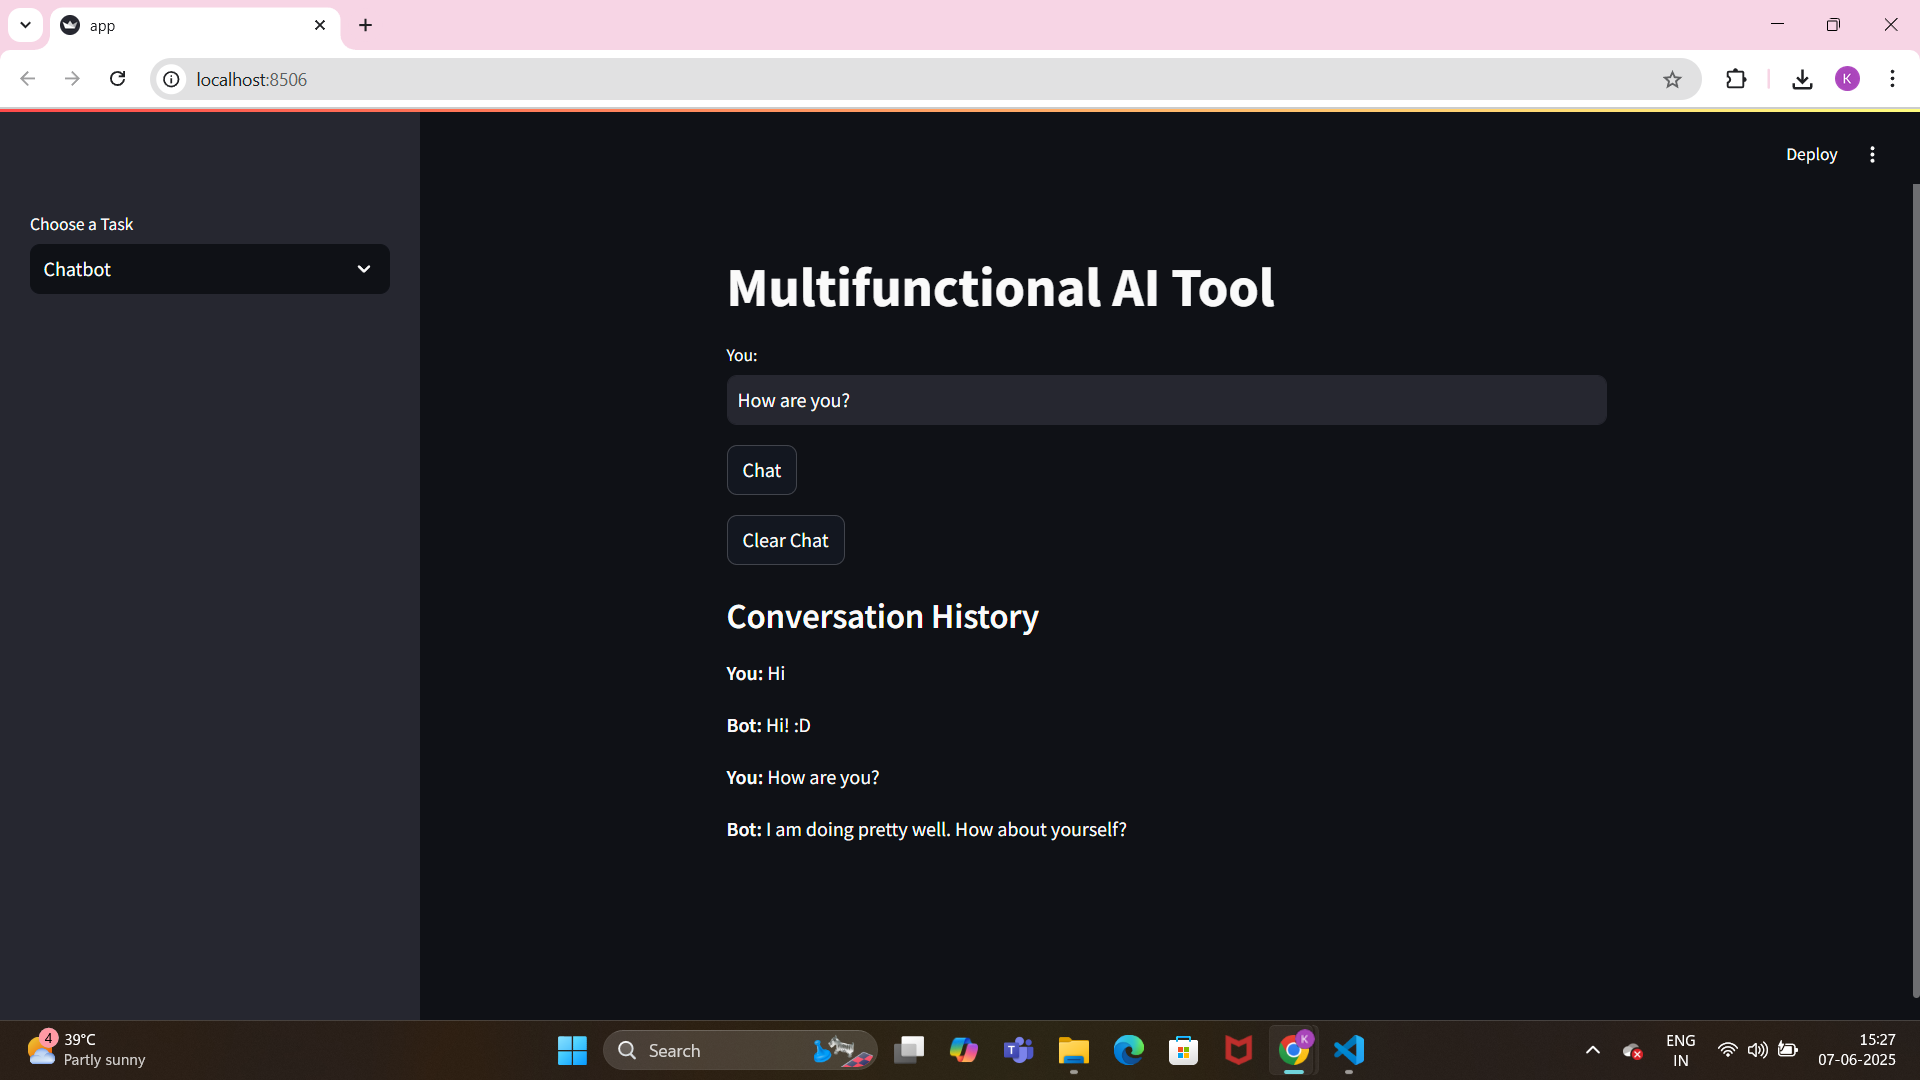 app
localhost:8506
K
Deploy
Choose a Task
Chatbot
Multifunctional AI Tool
You:
How are you?
Chat
Clear Chat
Conversation History
You: Hi
Bot: Hi! :D
You: How are you?
Bot: I am doing pretty well. How about yourself?
4
39°C
Partly sunny
Search
T
K
ENG
IN
15:27
07-06-2025